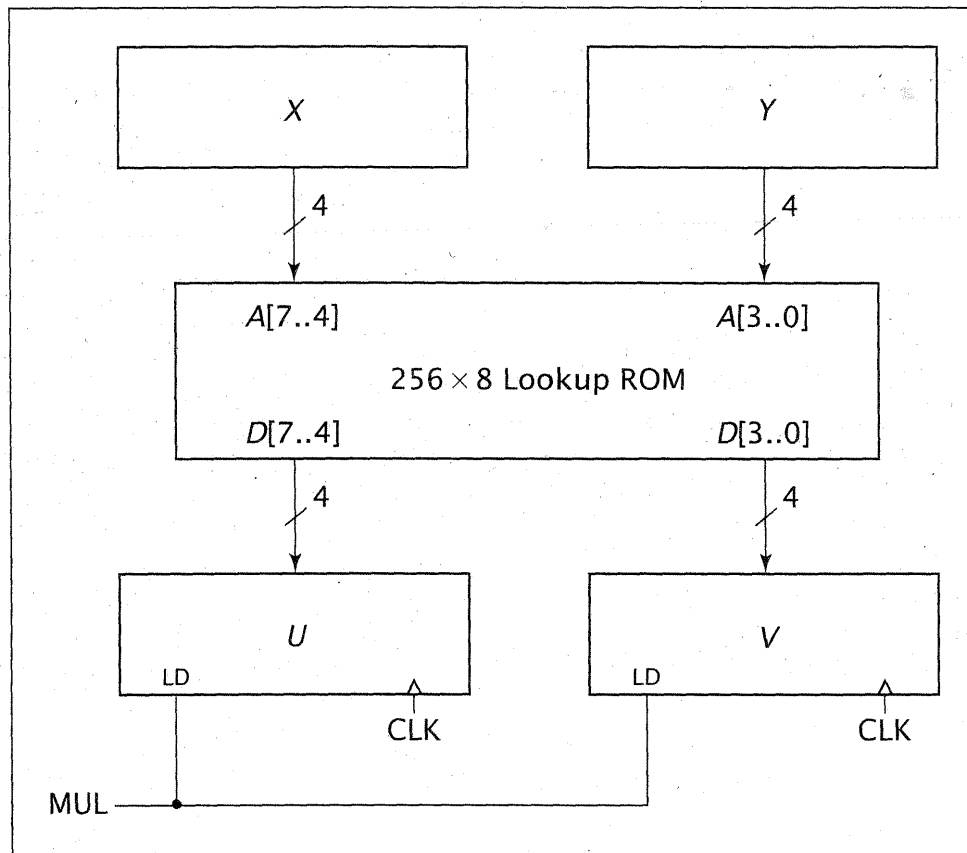 X Y
4 4
A[7..4] A[3..0]
256 × 8 Lookup ROM
D[7..4] D[3..0]
4 4
U V
LD LD
CLK CLK
MUL